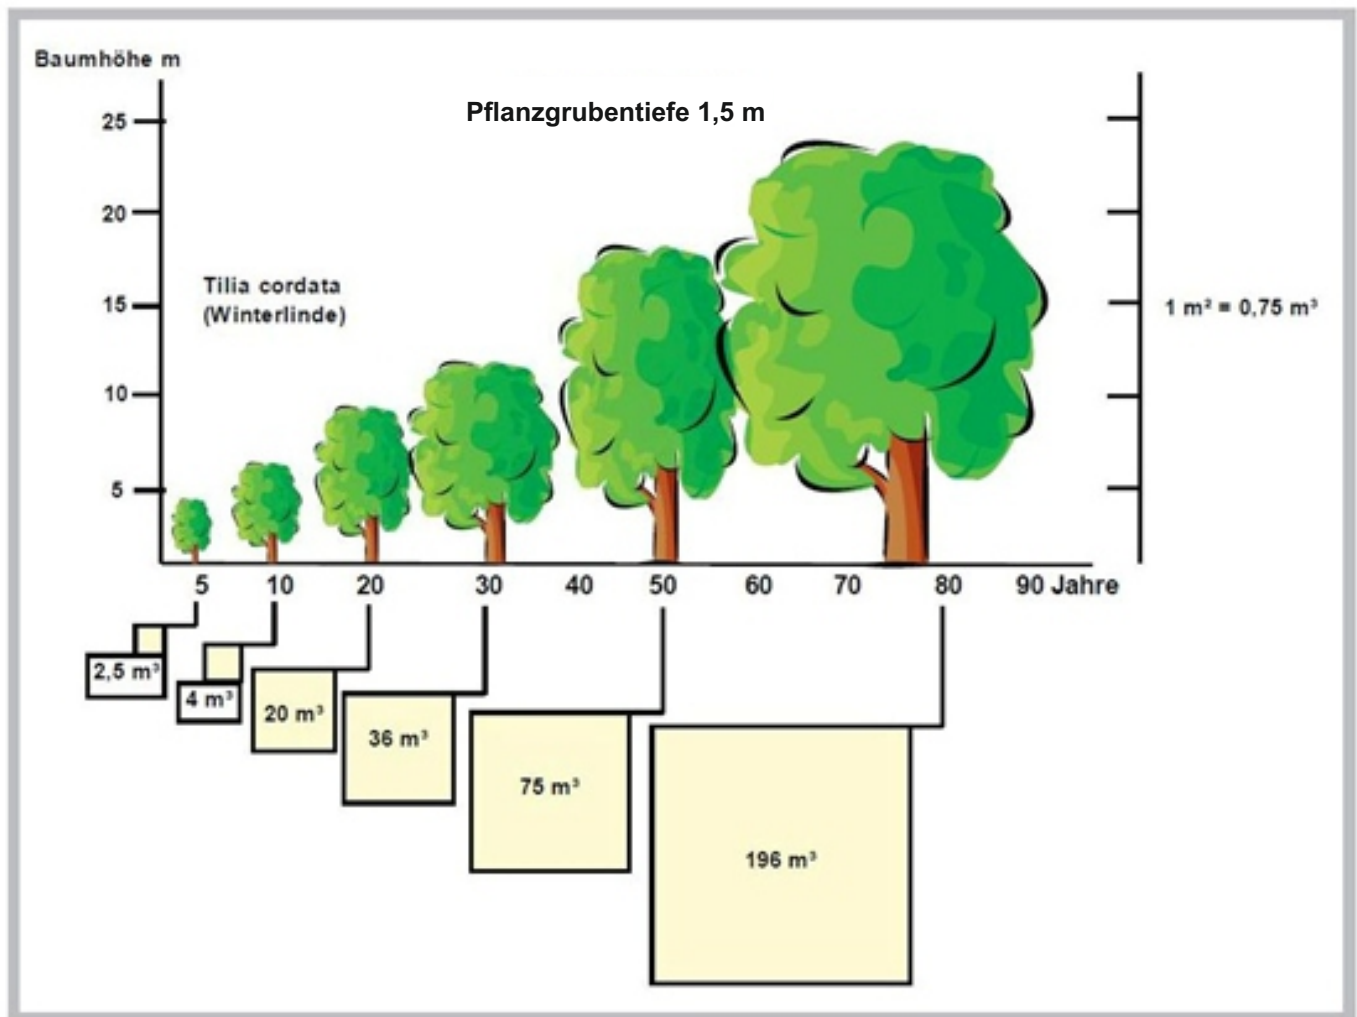 Baumhöhe m
Pflanzgrubentiefe 1,5 m
25
20
15
10
5
Tilia cordata
(Winterlinde)
1 m² = 0,75 m³
5 10 20 30 40 50 60 70 80 90 Jahre
2,5 m³
4 m³
20 m³
36 m³
75 m³
196 m³